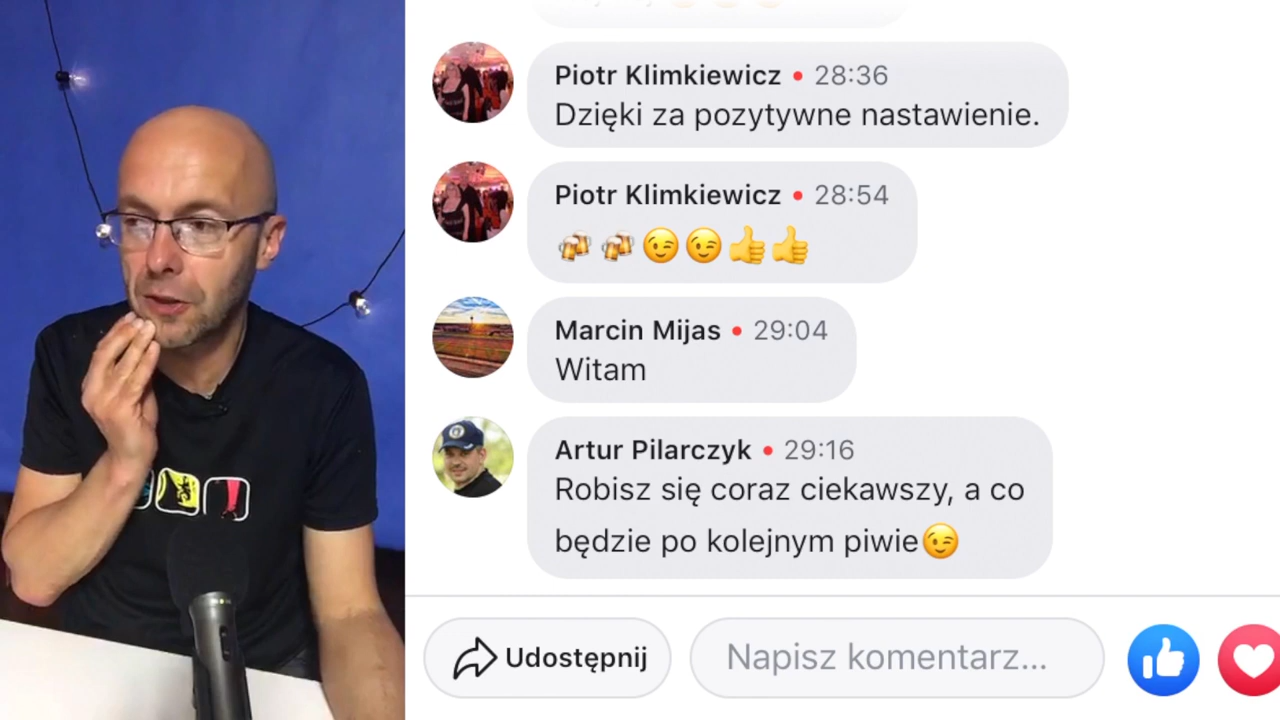 Piotr Klimkiewicz • 28:36
Dzięki za pozytywne nastawienie.
Piotr Klimkiewicz • 28:54
🍻🍻😉😉👍👍
Marcin Mijas • 29:04
Witam
Artur Pilarczyk • 29:16
Robisz się coraz ciekawszy, a co
będzie po kolejnym piwie😉
Udostępnij
Napisz komentarz...